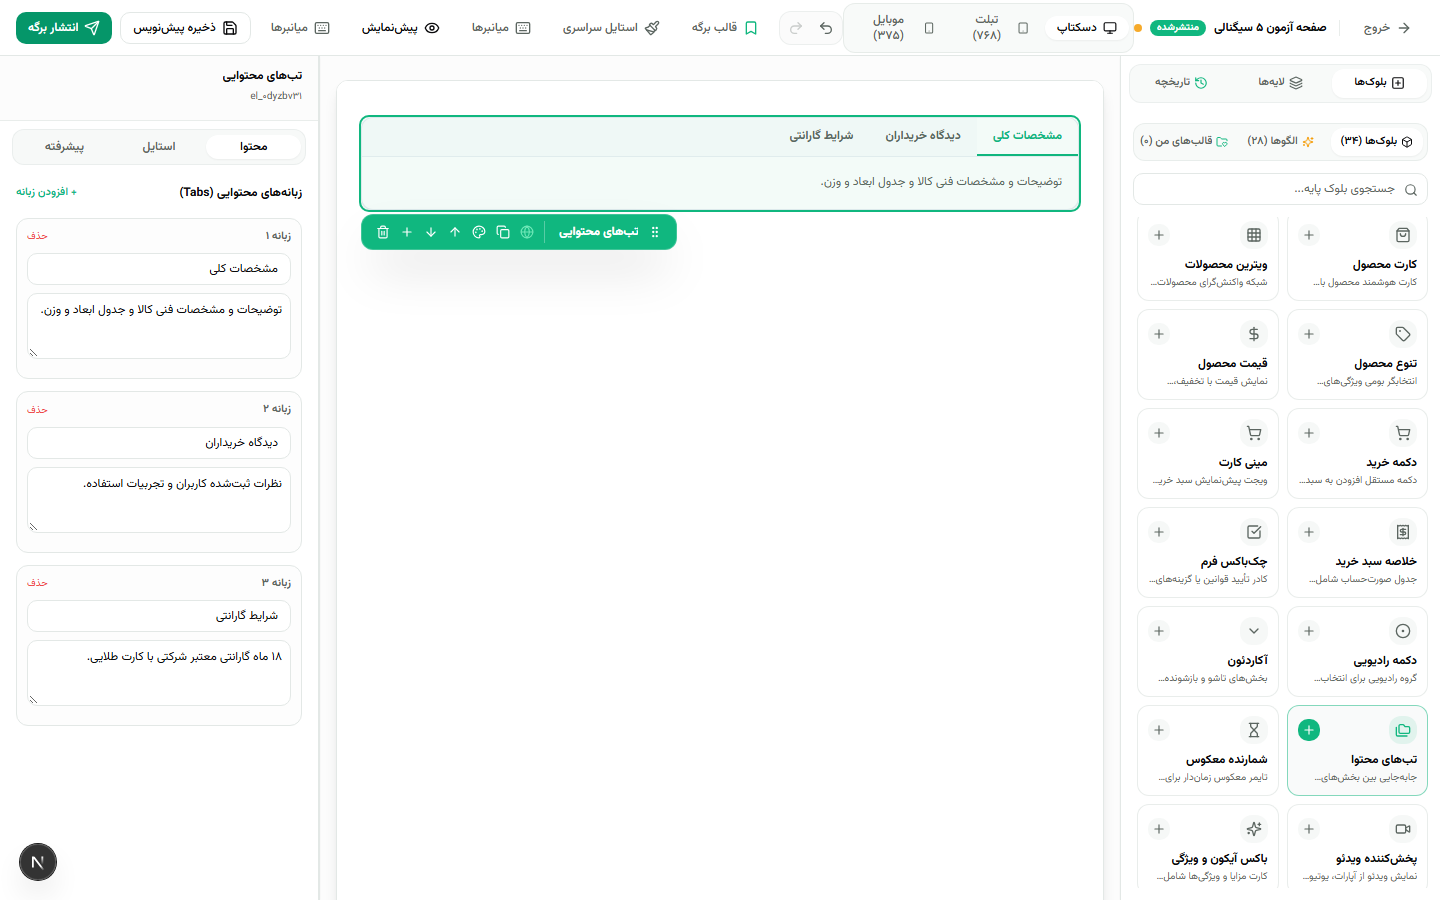 خروج
صفحه آزمون ۵ سیگنالی
منتشرشده
دسکتاپ
تبلت (۷۶۸)
موبایل (۳۷۵)
قالب برگه
استایل سراسری
میانبرها
پیش‌نمایش
میانبرها
ذخیره پیش‌نویس
انتشار برگه
بلوک‌ها
لایه‌ها
تاریخچه
بلوک‌ها (۳۴)
الگوها (۲۸)
قالب‌های من (۰)
جستجوی بلوک پایه...
کارت محصول
کارت هوشمند محصول با...
ویترین محصولات
شبکه واکنش‌گرای محصولات...
تنوع محصول
انتخابگر بومی ویژگی‌های...
قیمت محصول
نمایش قیمت با تخفیف،...
دکمه خرید
دکمه مستقل افزودن به سبد...
مینی کارت
ویجت پیش‌نمایش سبد خرید...
خلاصه سبد خرید
جدول صورت‌حساب شامل...
چک‌باکس فرم
کادر تأیید قوانین یا گزینه‌های...
دکمه رادیویی
گروه رادیویی برای انتخاب...
آکاردئون
بخش‌های تاشو و بازشونده...
تب‌های محتوا
جابه‌جایی بین بخش‌های...
شمارنده معکوس
تایمر معکوس زمان‌دار برای...
پخش‌کننده ویدئو
نمایش ویدئو از آپارات، یوتیو...
باکس آیکون و ویژگی
کارت مزایا و ویژگی‌ها شامل...
مشخصات کلی
دیدگاه خریداران
شرایط گارانتی
توضیحات و مشخصات فنی کالا و جدول ابعاد و وزن.
تب‌های محتوایی
تب‌های محتوایی
el_۰dyzbv۳۱
محتوا
استایل
پیشرفته
زبانه‌های محتوایی (Tabs)
+ افزودن زبانه
زبانه ۱
حذف
مشخصات کلی
توضیحات و مشخصات فنی کالا و جدول ابعاد و وزن.
زبانه ۲
حذف
دیدگاه خریداران
نظرات ثبت‌شده کاربران و تجربیات استفاده.
زبانه ۳
حذف
شرایط گارانتی
۱۸ ماه گارانتی معتبر شرکتی با کارت طلایی.
N